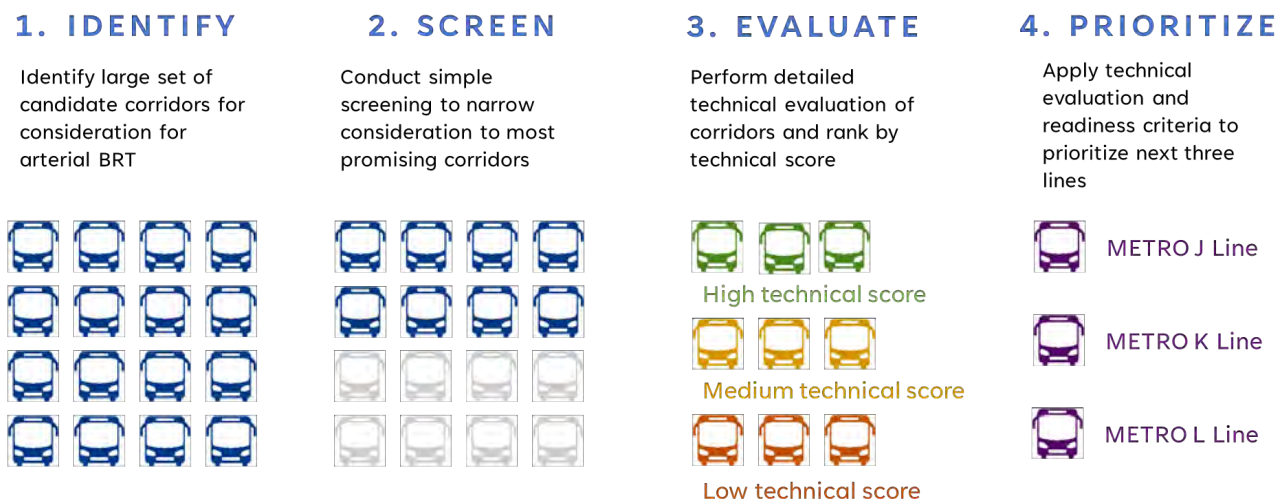 1. IDENTIFY
Identify large set of
candidate corridors for
consideration for
arterial BRT
2. SCREEN
Conduct simple
screening to narrow
consideration to most
promising corridors
3. EVALUATE
Perform detailed
technical evaluation of
corridors and rank by
technical score
High technical score
Medium technical score
Low technical score
4. PRIORITIZE
Apply technical
evaluation and
readiness criteria to
prioritize next three
lines
METRO J Line
METRO K Line
METRO L Line